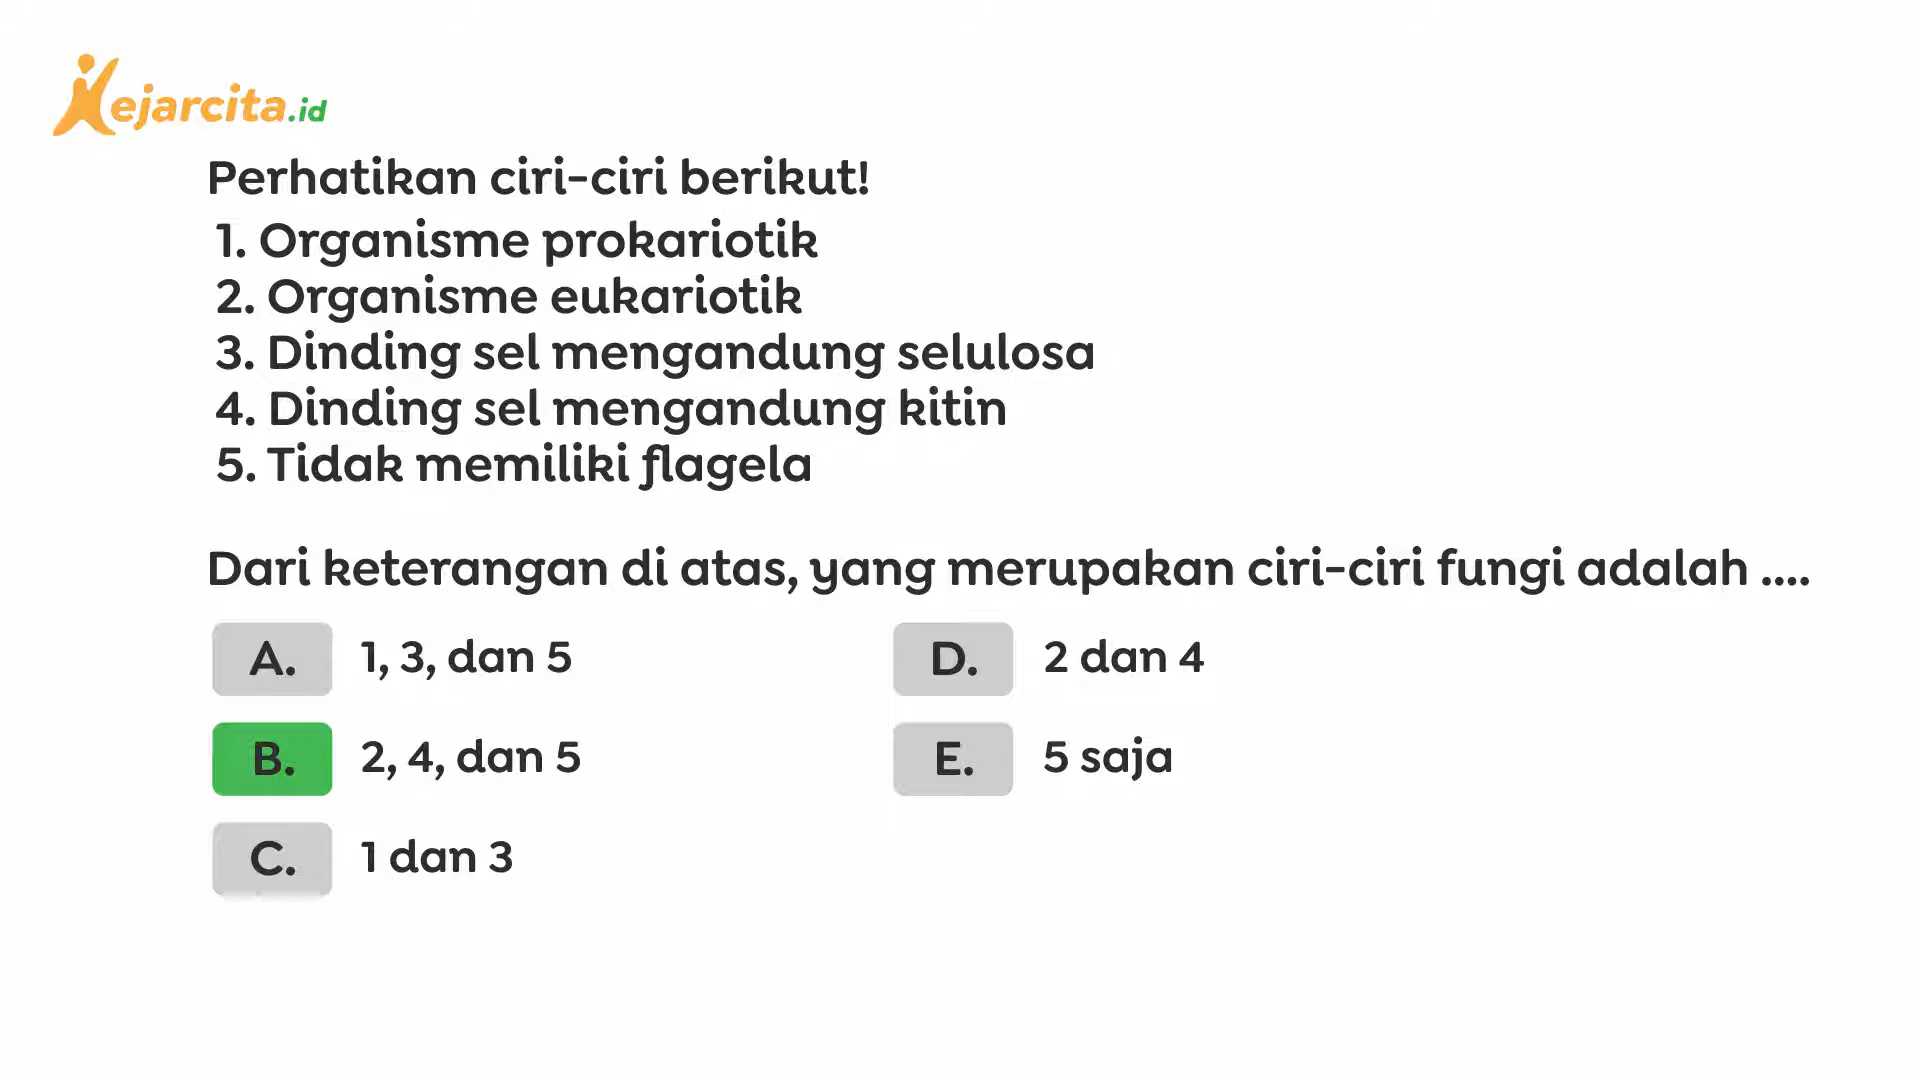 Kejarcita.id
Perhatikan ciri-ciri berikut!
1. Organisme prokariotik
2. Organisme eukariotik
3. Dinding sel mengandung selulosa
4. Dinding sel mengandung kitin
5. Tidak memiliki flagela
Dari keterangan di atas, yang merupakan ciri-ciri fungi adalah ....
A. 1, 3, dan 5
B. 2, 4, dan 5
C. 1 dan 3
D. 2 dan 4
E. 5 saja